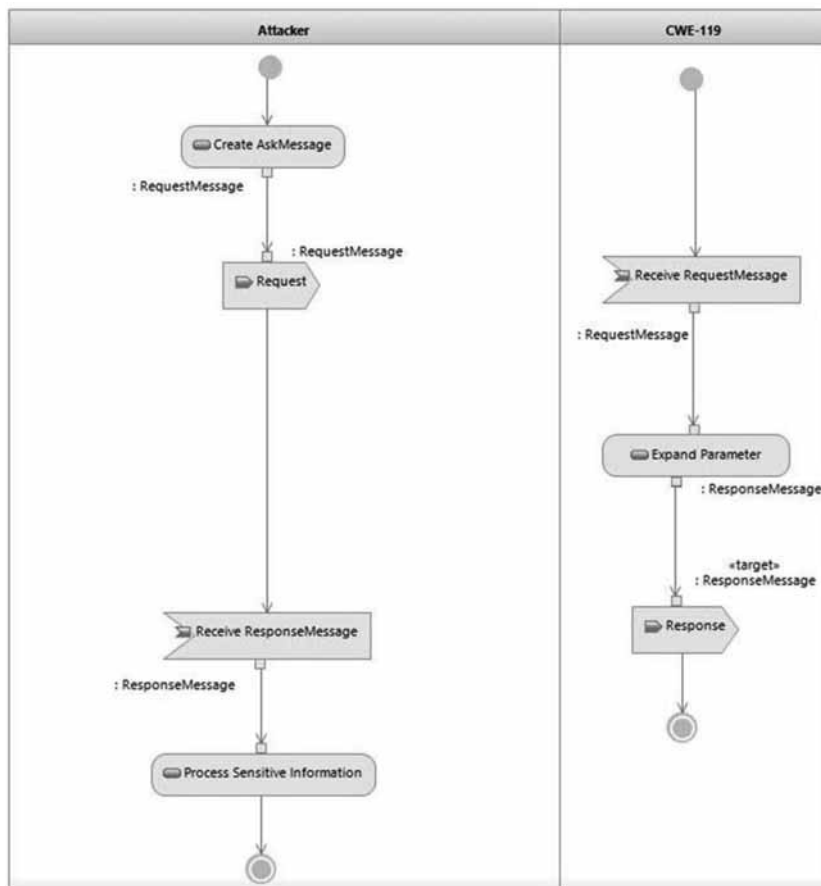 Attacker
CWE-119
Create AskMessage
: RequestMessage
: RequestMessage
Request
Receive ResponseMessage
: ResponseMessage
Process Sensitive Information
Receive RequestMessage
: RequestMessage
Expand Parameter
: ResponseMessage
«target»
: ResponseMessage
Response